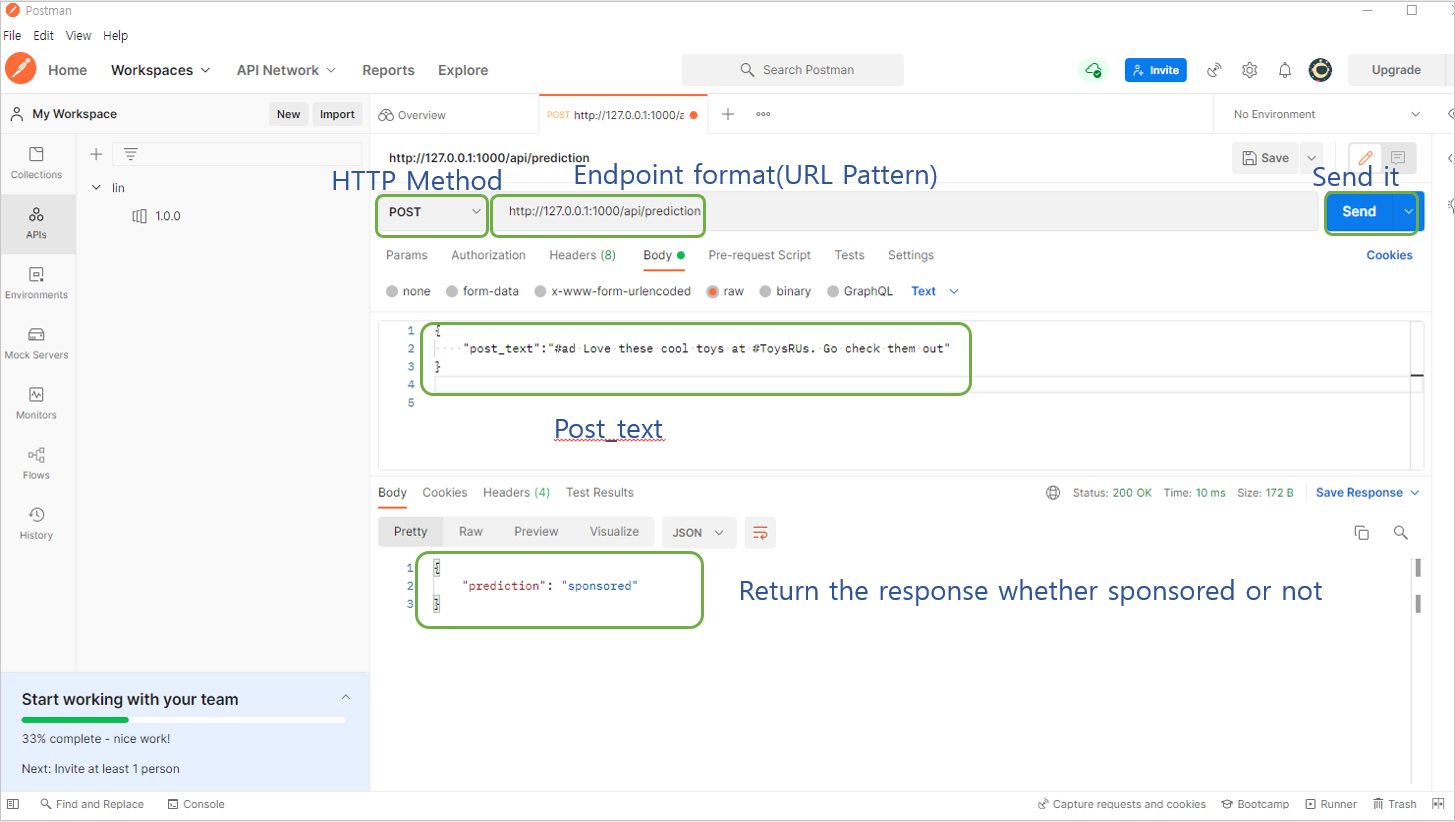 Postman
File Edit View Help
Home Workspaces API Network Reports Explore Search Postman Invite Upgrade
My Workspace New Import Overview POST http://127.0.0.1:1000/a No Environment
http://127.0.0.1:1000/api/prediction Save
HTTP Method Endpoint format(URL Pattern) Send it
POST http://127.0.0.1:1000/api/prediction Send
Collections
lin
1.0.0
APIs
Environments
Mock Servers
Monitors
Flows
History
Params Authorization Headers (8) Body Pre-request Script Tests Settings Cookies
none form-data x-www-form-urlencoded raw binary GraphQL Text
1 {
2 "post_text":"#ad Love these cool toys at #ToysRUs. Go check them out"
3 }
4
5
Post_text
Body Cookies Headers (4) Test Results Status: 200 OK Time: 10 ms Size: 172 B Save Response
Pretty Raw Preview Visualize JSON
1 {
2 "prediction": "sponsored"
3 }
Return the response whether sponsored or not
Start working with your team
33% complete - nice work!
Next: Invite at least 1 person
Find and Replace Console Capture requests and cookies Bootcamp Runner Trash